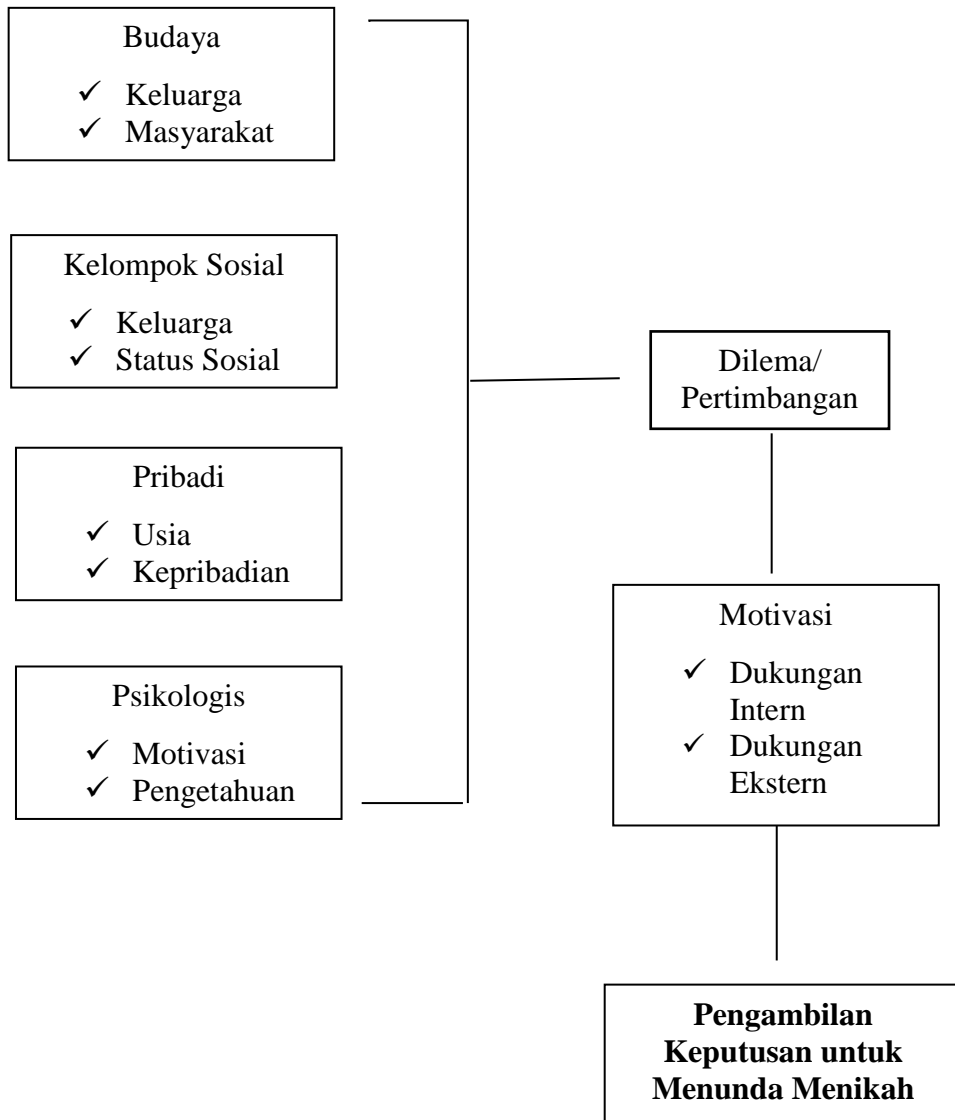 Budaya
✓ Keluarga
✓ Masyarakat
Kelompok Sosial
✓ Keluarga
✓ Status Sosial
Pribadi
✓ Usia
✓ Kepribadian
Psikologis
✓ Motivasi
✓ Pengetahuan
Dilema/
Pertimbangan
Motivasi
✓ Dukungan
Intern
✓ Dukungan
Ekstern
Pengambilan
Keputusan untuk
Menunda Menikah